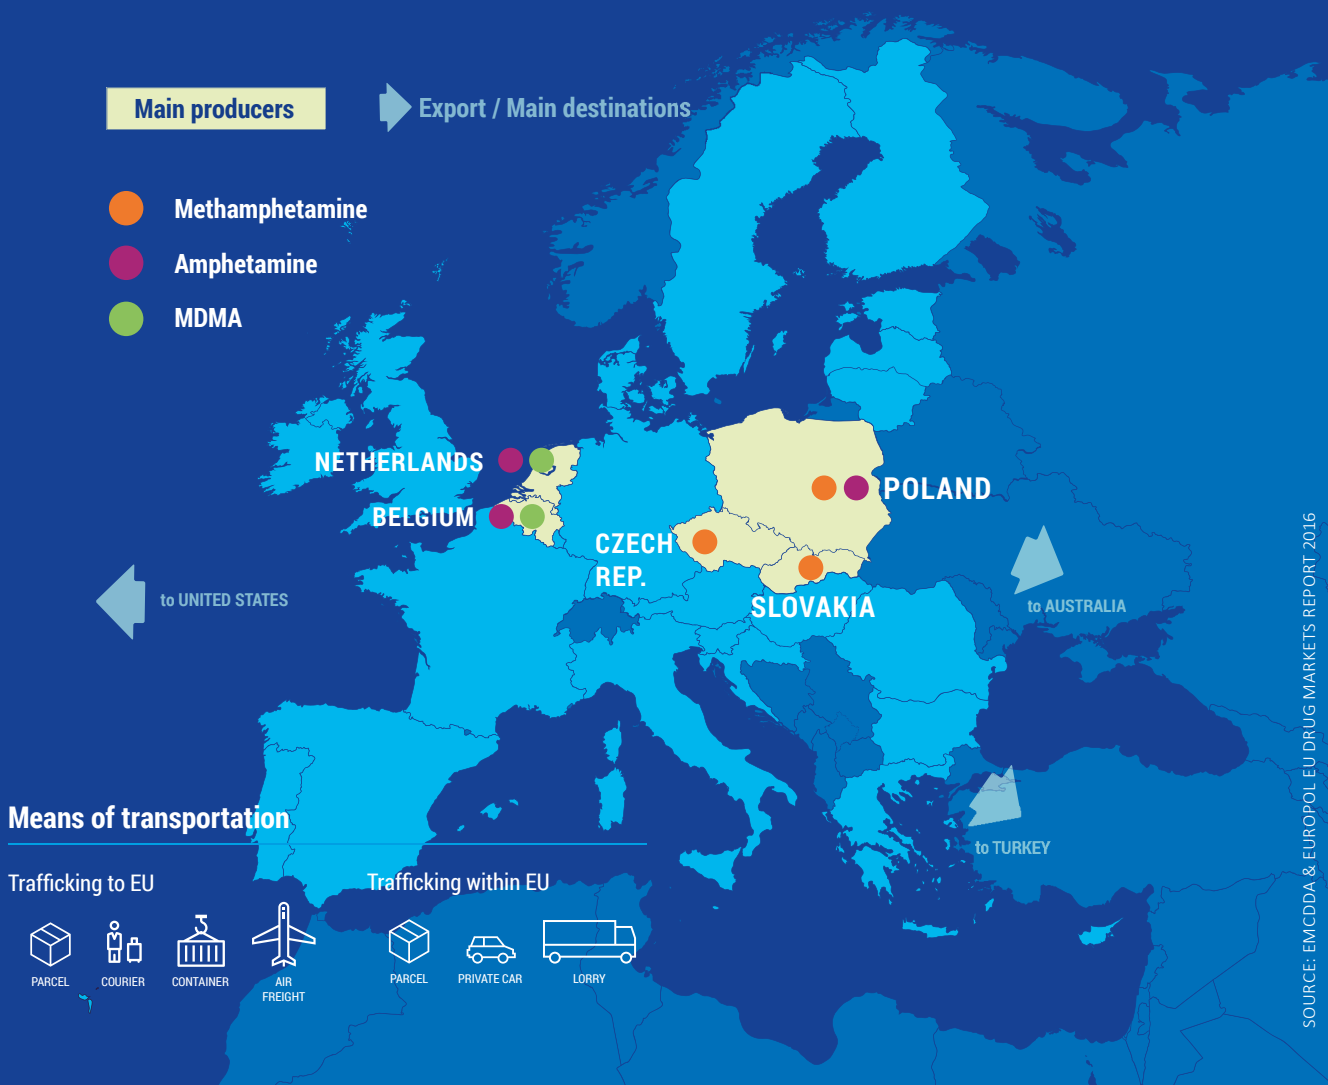 Main producers
Export / Main destinations
Methamphetamine
Amphetamine
MDMA
NETHERLANDS
POLAND
BELGIUM
CZECH
REP.
SLOVAKIA
to UNITED STATES
to AUSTRALIA
to TURKEY
Means of transportation
Trafficking to EU
Trafficking within EU
PARCEL
COURIER
CONTAINER
AIR
FREIGHT
PARCEL
PRIVATE CAR
LORRY
SOURCE: EMCDDA & EUROPOL EU DRUG MARKETS REPORT 2016